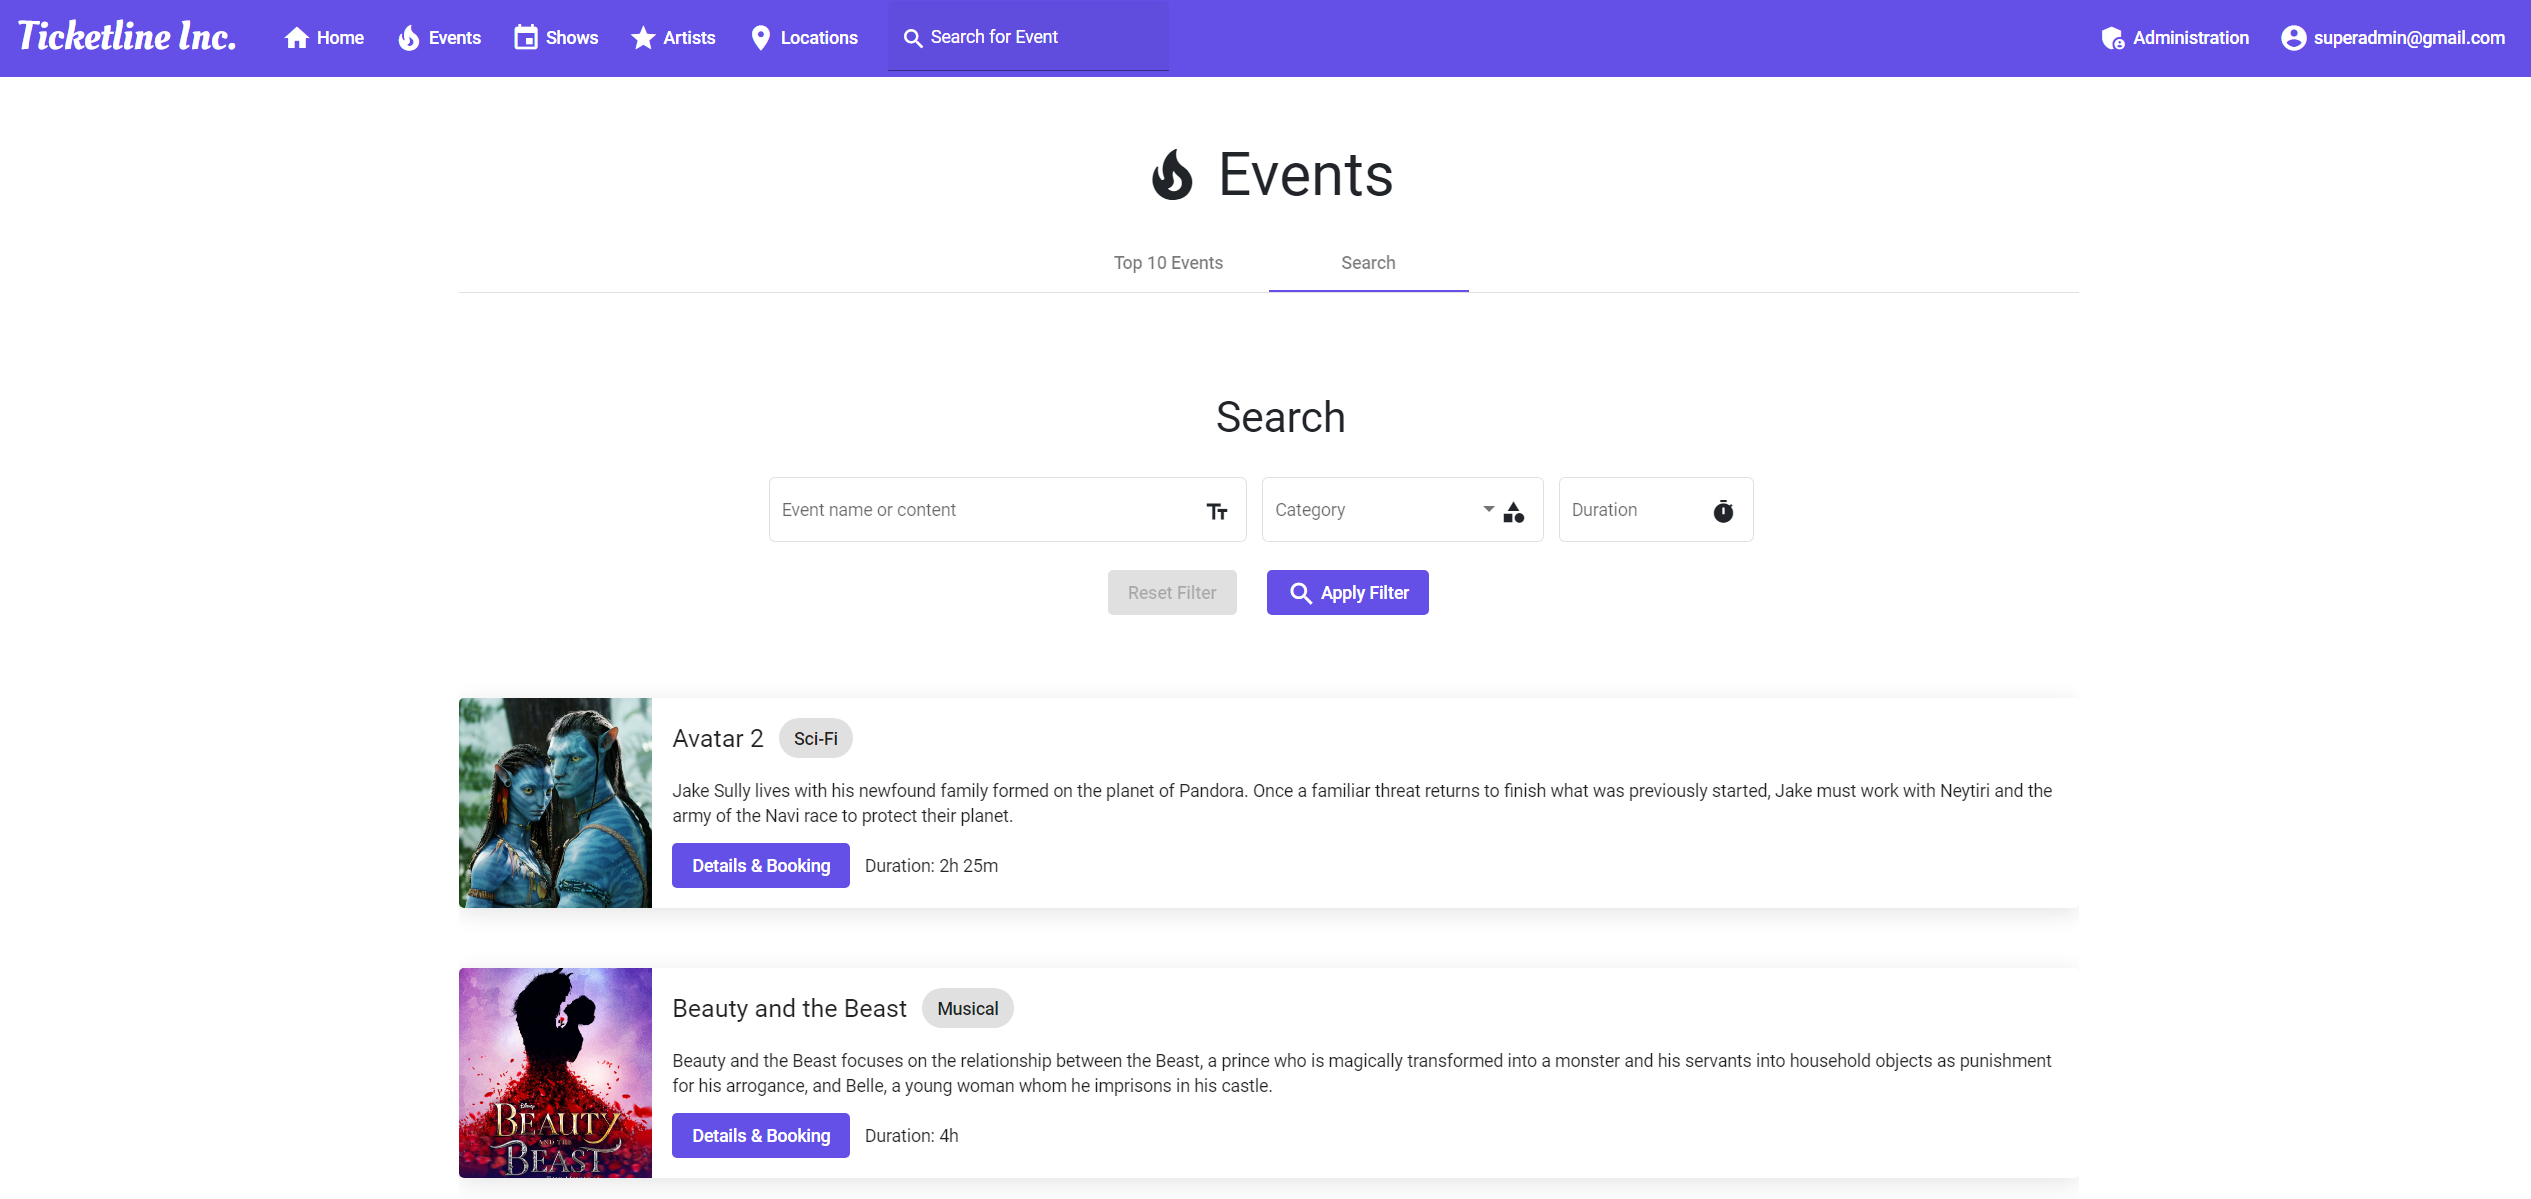 Ticketline Inc.
Home
Events
Shows
Artists
Locations
Search for Event
Administration
superadmin@gmail.com
Events
Top 10 Events
Search
Search
Event name or content
Category
Duration
Reset Filter
Apply Filter
Avatar 2
Sci-Fi
Jake Sully lives with his newfound family formed on the planet of Pandora. Once a familiar threat returns to finish what was previously started, Jake must work with Neytiri and the
army of the Navi race to protect their planet.
Details & Booking
Duration: 2h 25m
Beauty and the Beast
Musical
Beauty and the Beast focuses on the relationship between the Beast, a prince who is magically transformed into a monster and his servants into household objects as punishment
for his arrogance, and Belle, a young woman whom he imprisons in his castle.
Details & Booking
Duration: 4h
Disney
BEAUTY
AND THE
BEAST